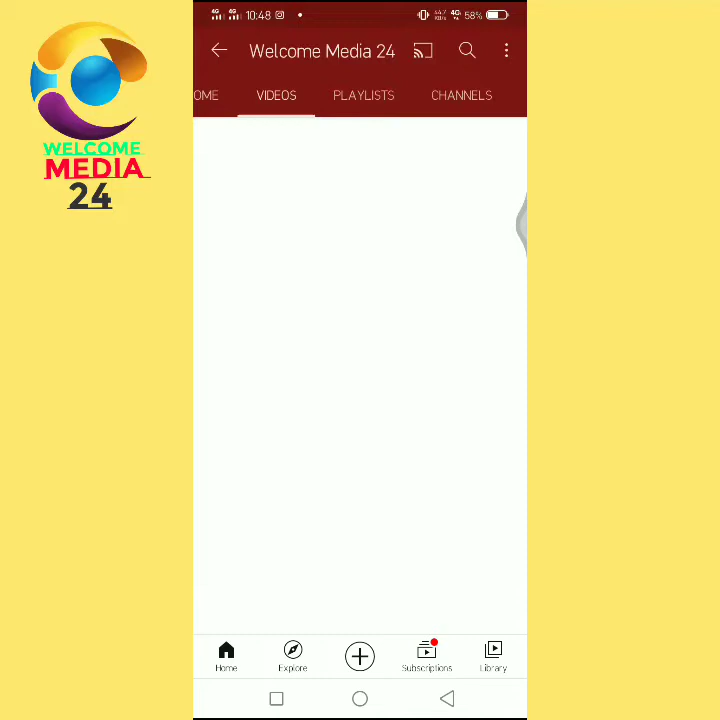 WELCOME
MEDIA
24
10:48
58%
Welcome Media 24
OME
VIDEOS
PLAYLISTS
CHANNELS
Home
Explore
Subscriptions
Library